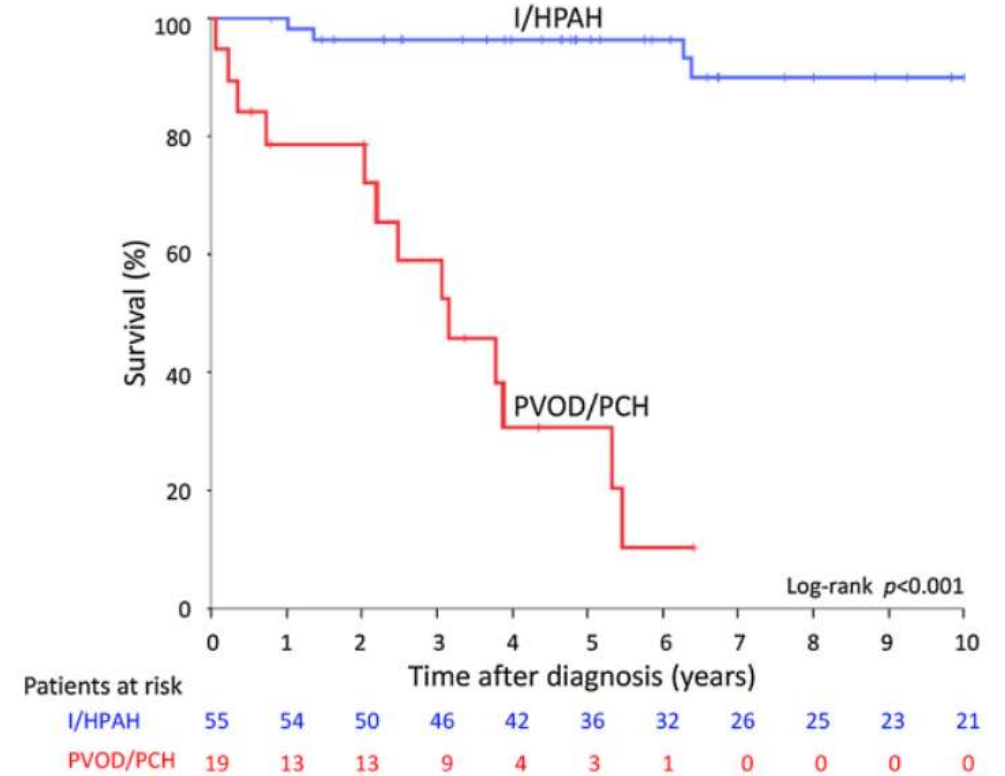 I/HPAH
100
80
60
40
20
0
Survival (%)
PVOD/PCH
Log-rank p<0.001
0 1 2 3 4 5 6 7 8 9 10
Time after diagnosis (years)
Patients at risk
I/HPAH 55 54 50 46 42 36 32 26 25 23 21
PVOD/PCH 19 13 13 9 4 3 1 0 0 0 0